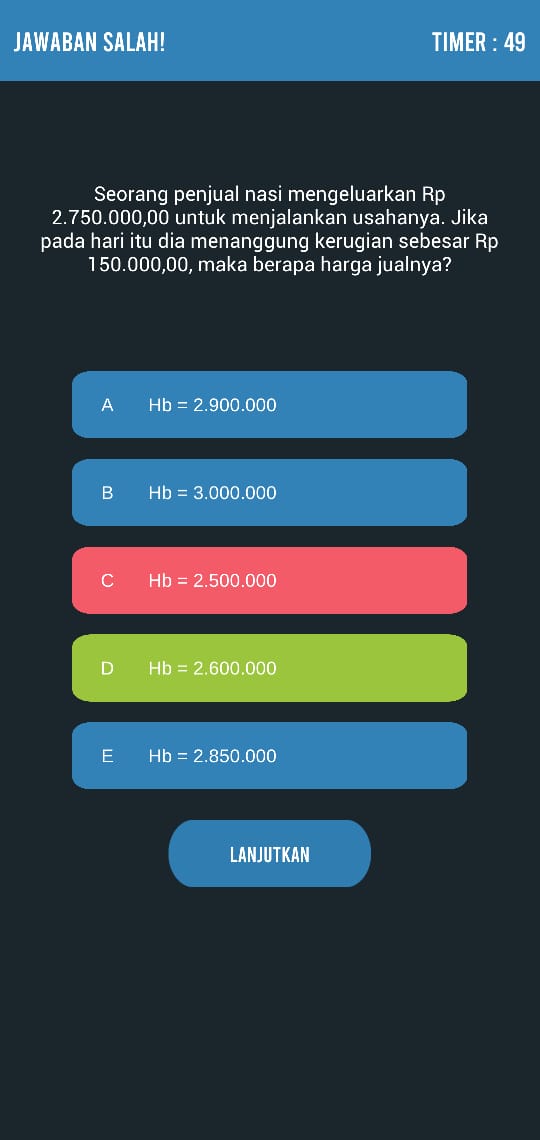 JAWABAN SALAH!
TIMER : 49
Seorang penjual nasi mengeluarkan Rp
2.750.000,00 untuk menjalankan usahanya. Jika
pada hari itu dia menanggung kerugian sebesar Rp
150.000,00, maka berapa harga jualnya?
A Hb = 2.900.000
B Hb = 3.000.000
C Hb = 2.500.000
D Hb = 2.600.000
E Hb = 2.850.000
LANJUTKAN